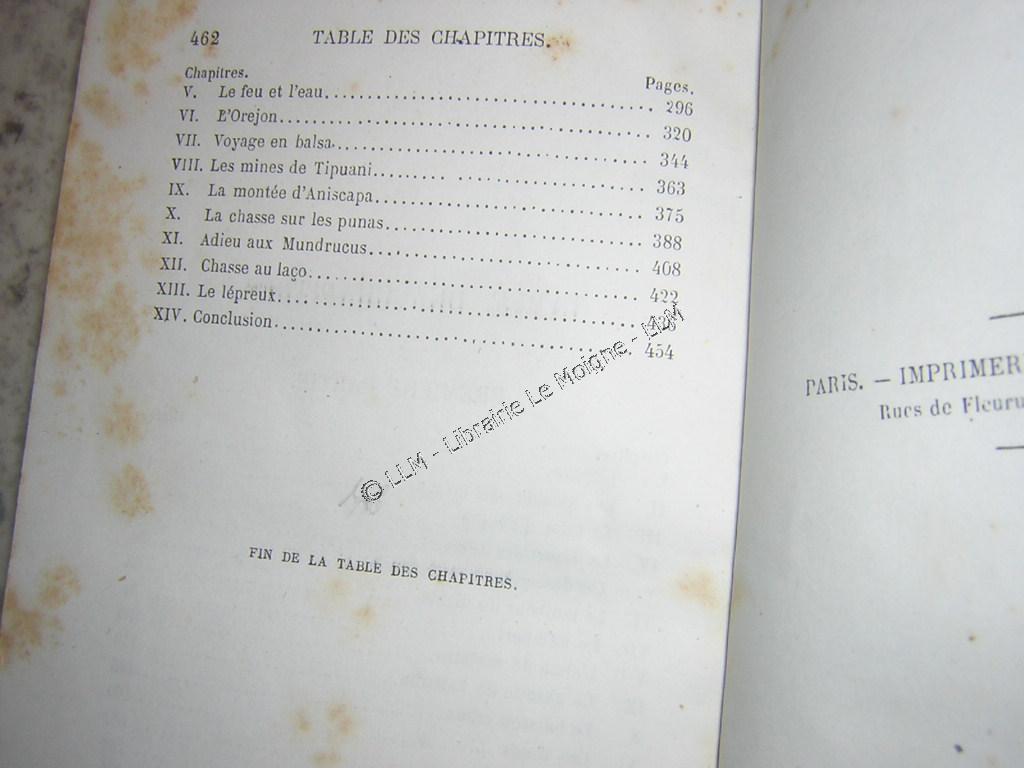 462 TABLE DES CHAPITRES.
Chapitres. Pages.
V. Le feu et l'eau. 296
VI. L'Orejon. 320
VII. Voyage en balsa. 344
VIII. Les mines de Tipuani. 363
IX. La montée d'Aniscapa. 375
X. La chasse sur les punas. 388
XI. Adieu aux Mundrucus. 408
XII. Chasse au laço. 422
XIII. Le lépreux.
XIV. Conclusion. 454
© LLM - Librairie Le Moigne - LLM
FIN DE LA TABLE DES CHAPITRES.
PARIS. — IMPRIMER
Rues de Fleuru